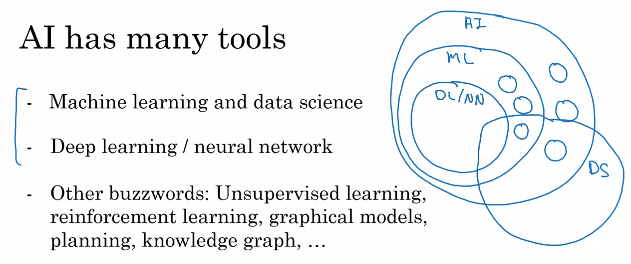 AI has many tools
- Machine learning and data science
- Deep learning / neural network
- Other buzzwords: Unsupervised learning,
reinforcement learning, graphical models,
planning, knowledge graph, …
AI
ML
DL/NN
DS